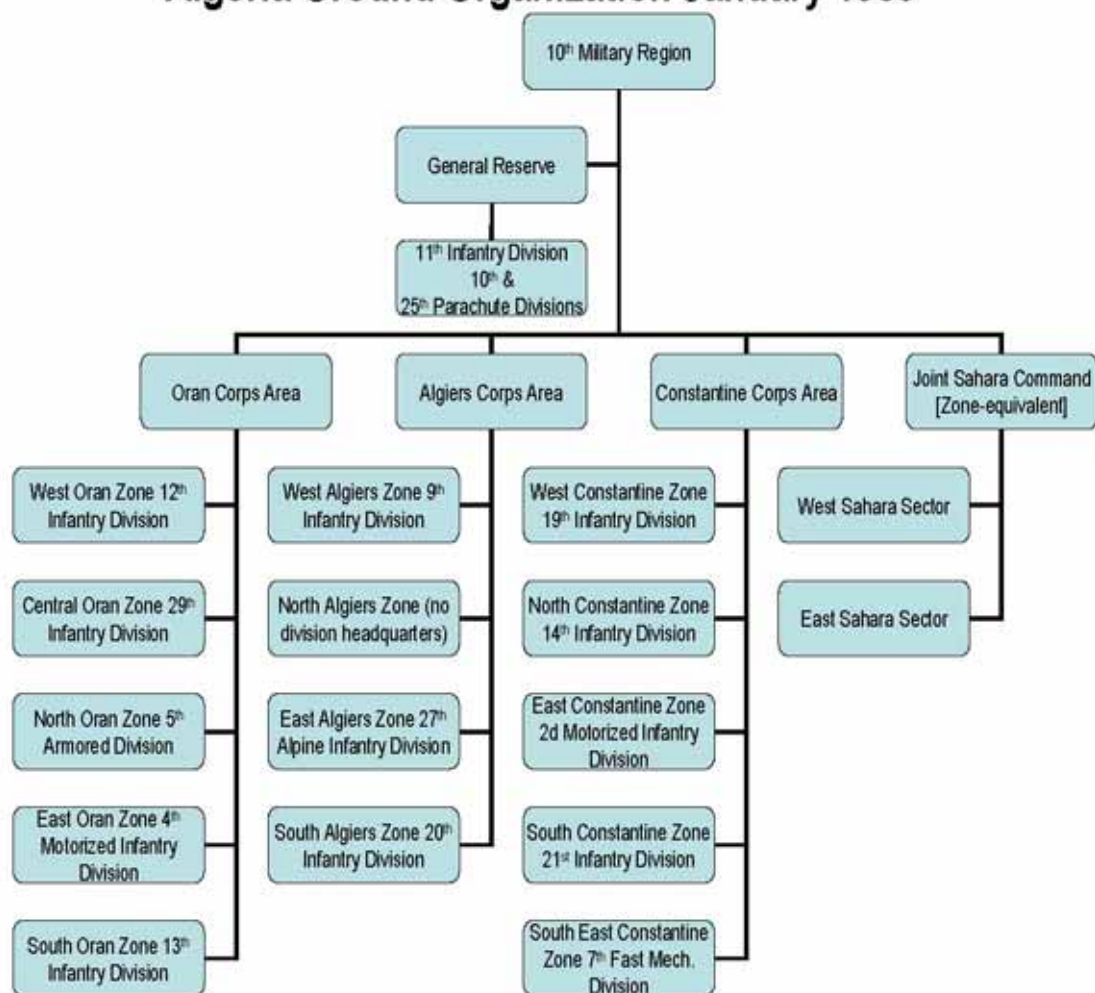 10th Military Region
General Reserve
11th Infantry Division
10th &
25th Parachute Divisions
Oran Corps Area
Algiers Corps Area
Constantine Corps Area
Joint Sahara Command
[Zone-equivalent]
West Oran Zone 12th
Infantry Division
West Algiers Zone 9th
Infantry Division
West Constantine Zone
19th Infantry Division
West Sahara Sector
Central Oran Zone 29th
Infantry Division
North Algiers Zone (no
division headquarters)
North Constantine Zone
14th Infantry Division
East Sahara Sector
North Oran Zone 5th
Armored Division
East Algiers Zone 27th
Alpine Infantry Division
East Constantine Zone
2d Motorized Infantry
Division
East Oran Zone 4th
Motorized Infantry
Division
South Algiers Zone 20th
Infantry Division
South Constantine Zone
21st Infantry Division
South Oran Zone 13th
Infantry Division
South East Constantine
Zone 7th Fast Mech.
Division